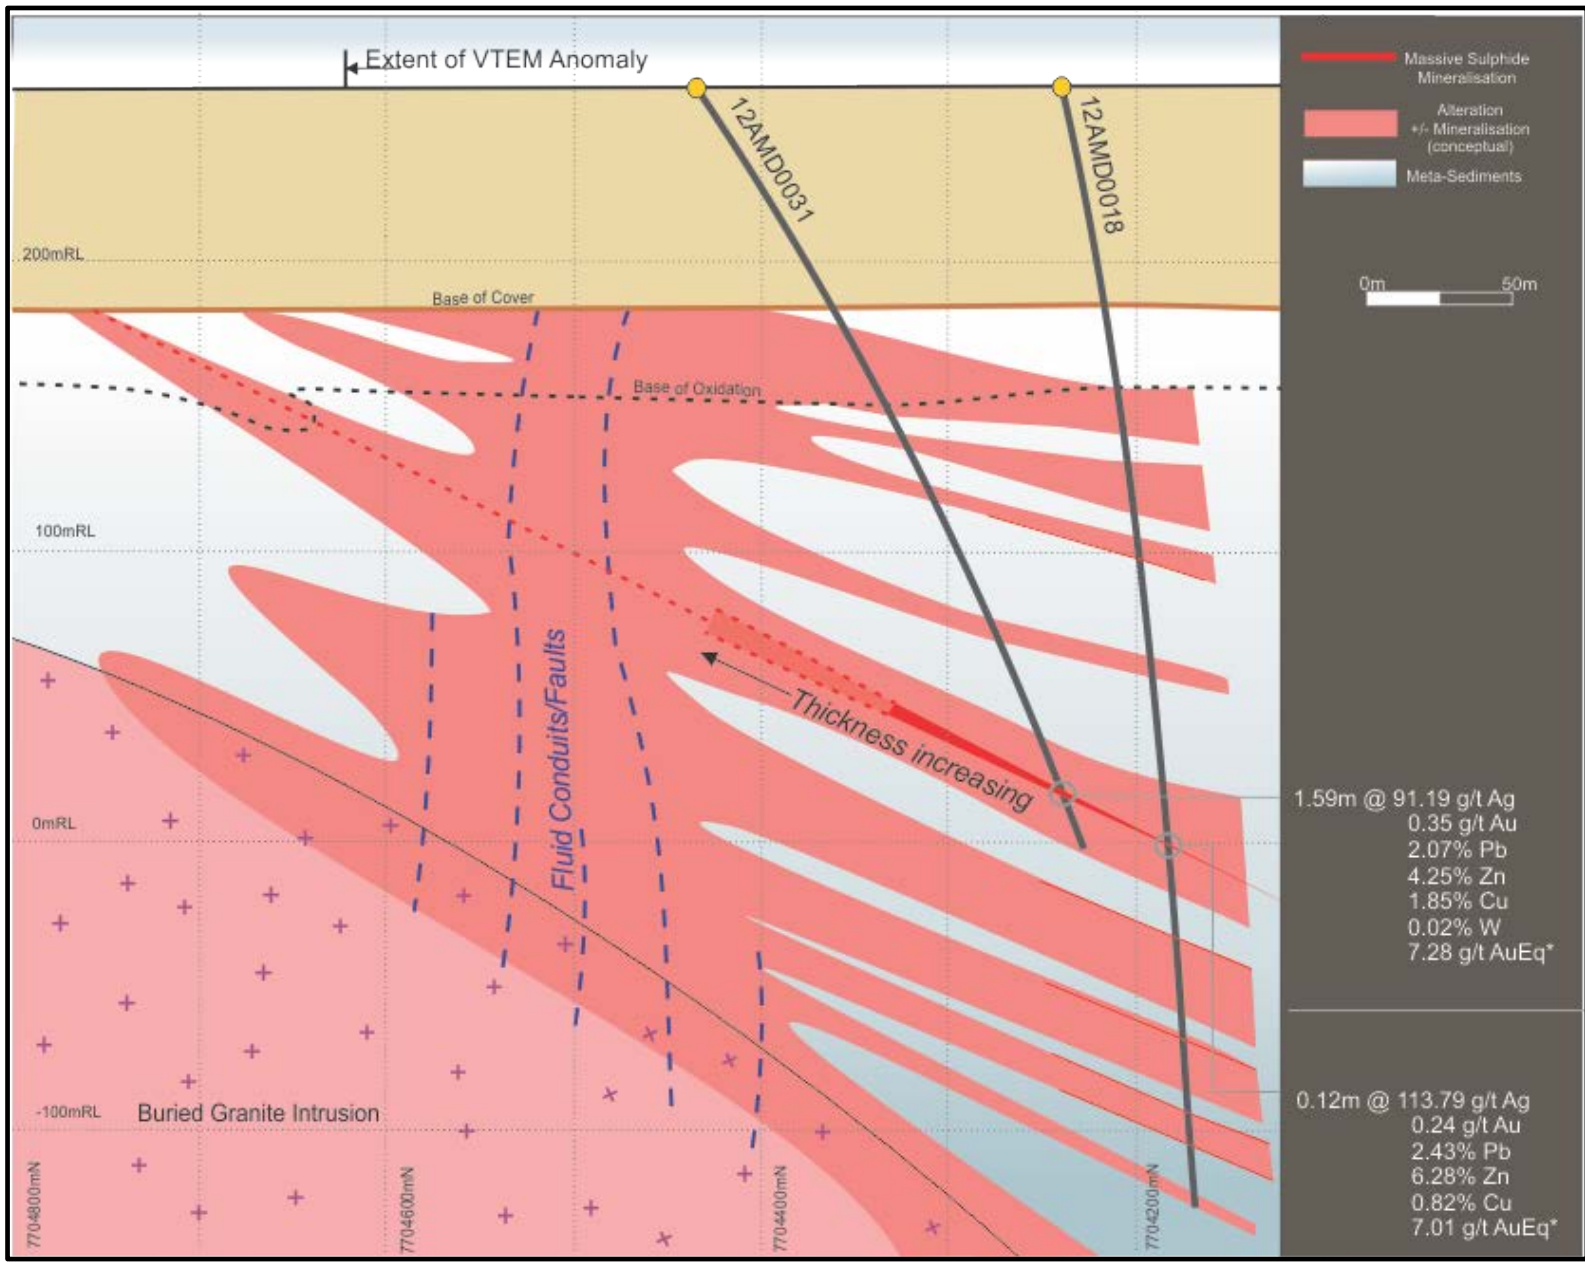 Extent of VTEM Anomaly
12AMD0031
12AMD0018
200mRL
Base of Cover
Base of Oxidation
100mRL
Fluid Conduits/Faults
Thickness increasing
0mRL
-100mRL
Buried Granite Intrusion
7704800mN
7704600mN
7704400mN
7704200mN
Massive Sulphide
Mineralisation
Alteration
+/- Mineralisation
(conceptual)
Meta-Sediments
0m
50m
1.59m @ 91.19 g/t Ag
0.35 g/t Au
2.07% Pb
4.25% Zn
1.85% Cu
0.02% W
7.28 g/t AuEq*
0.12m @ 113.79 g/t Ag
0.24 g/t Au
2.43% Pb
6.28% Zn
0.82% Cu
7.01 g/t AuEq*